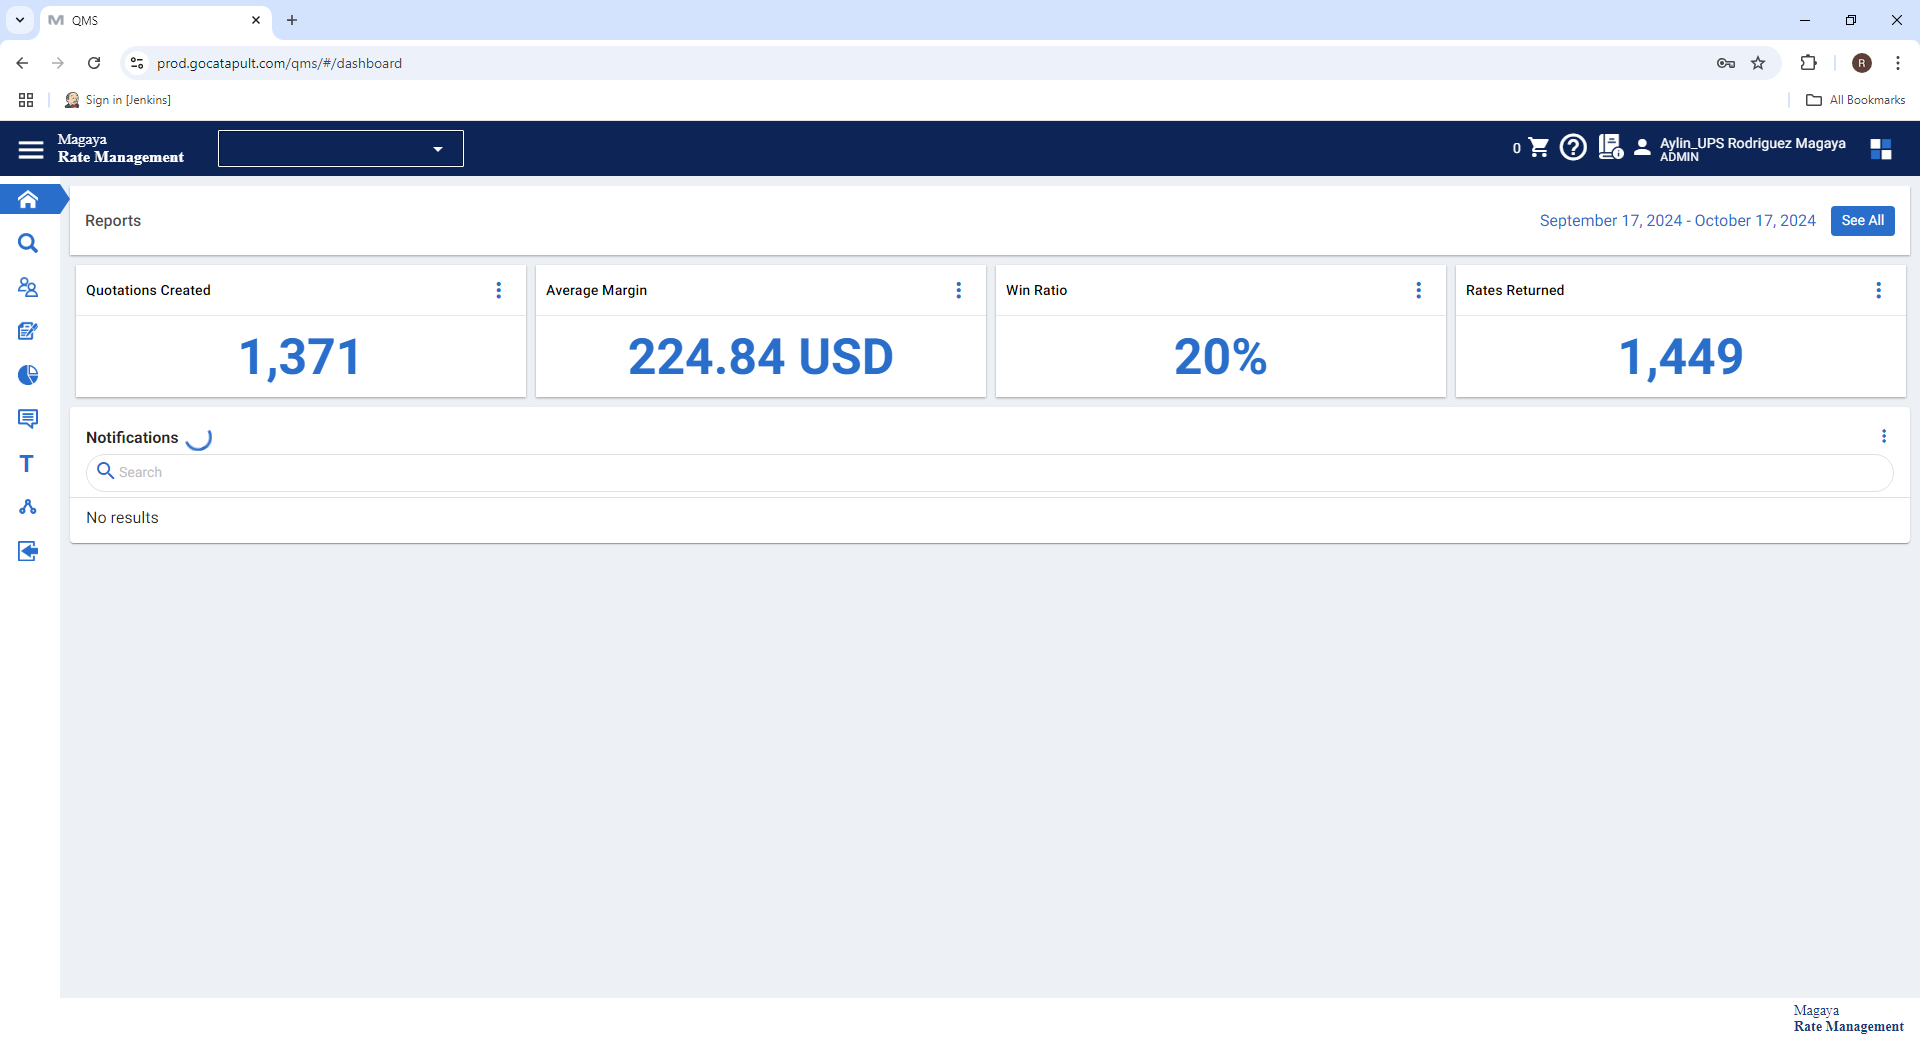 QMS
prod.gocatapult.com/qms/#/dashboard
R
Sign in [Jenkins]
All Bookmarks
Magaya
Rate Management
0
Aylin_UPS Rodriguez Magaya
ADMIN
Reports
September 17, 2024 - October 17, 2024
See All
Quotations Created
1,371
Average Margin
224.84 USD
Win Ratio
20%
Rates Returned
1,449
Notifications
Search
No results
T
Magaya
Rate Management